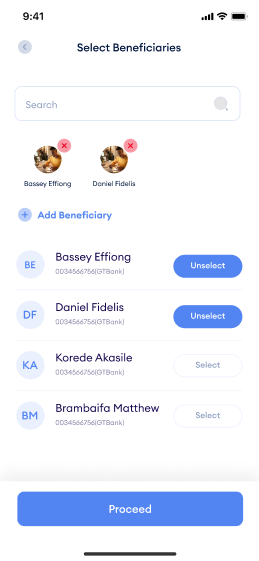 9:41
Select Beneficiaries
Search
Bassey Effiong
Daniel Fidelis
Add Beneficiary
BE
Bassey Effiong
0034566756(GTBank)
Unselect
DF
Daniel Fidelis
0034566756(GTBank)
Unselect
KA
Korede Akasile
0034566756(GTBank)
Select
BM
Brambaifa Matthew
0034566756(GTBank)
Select
Proceed